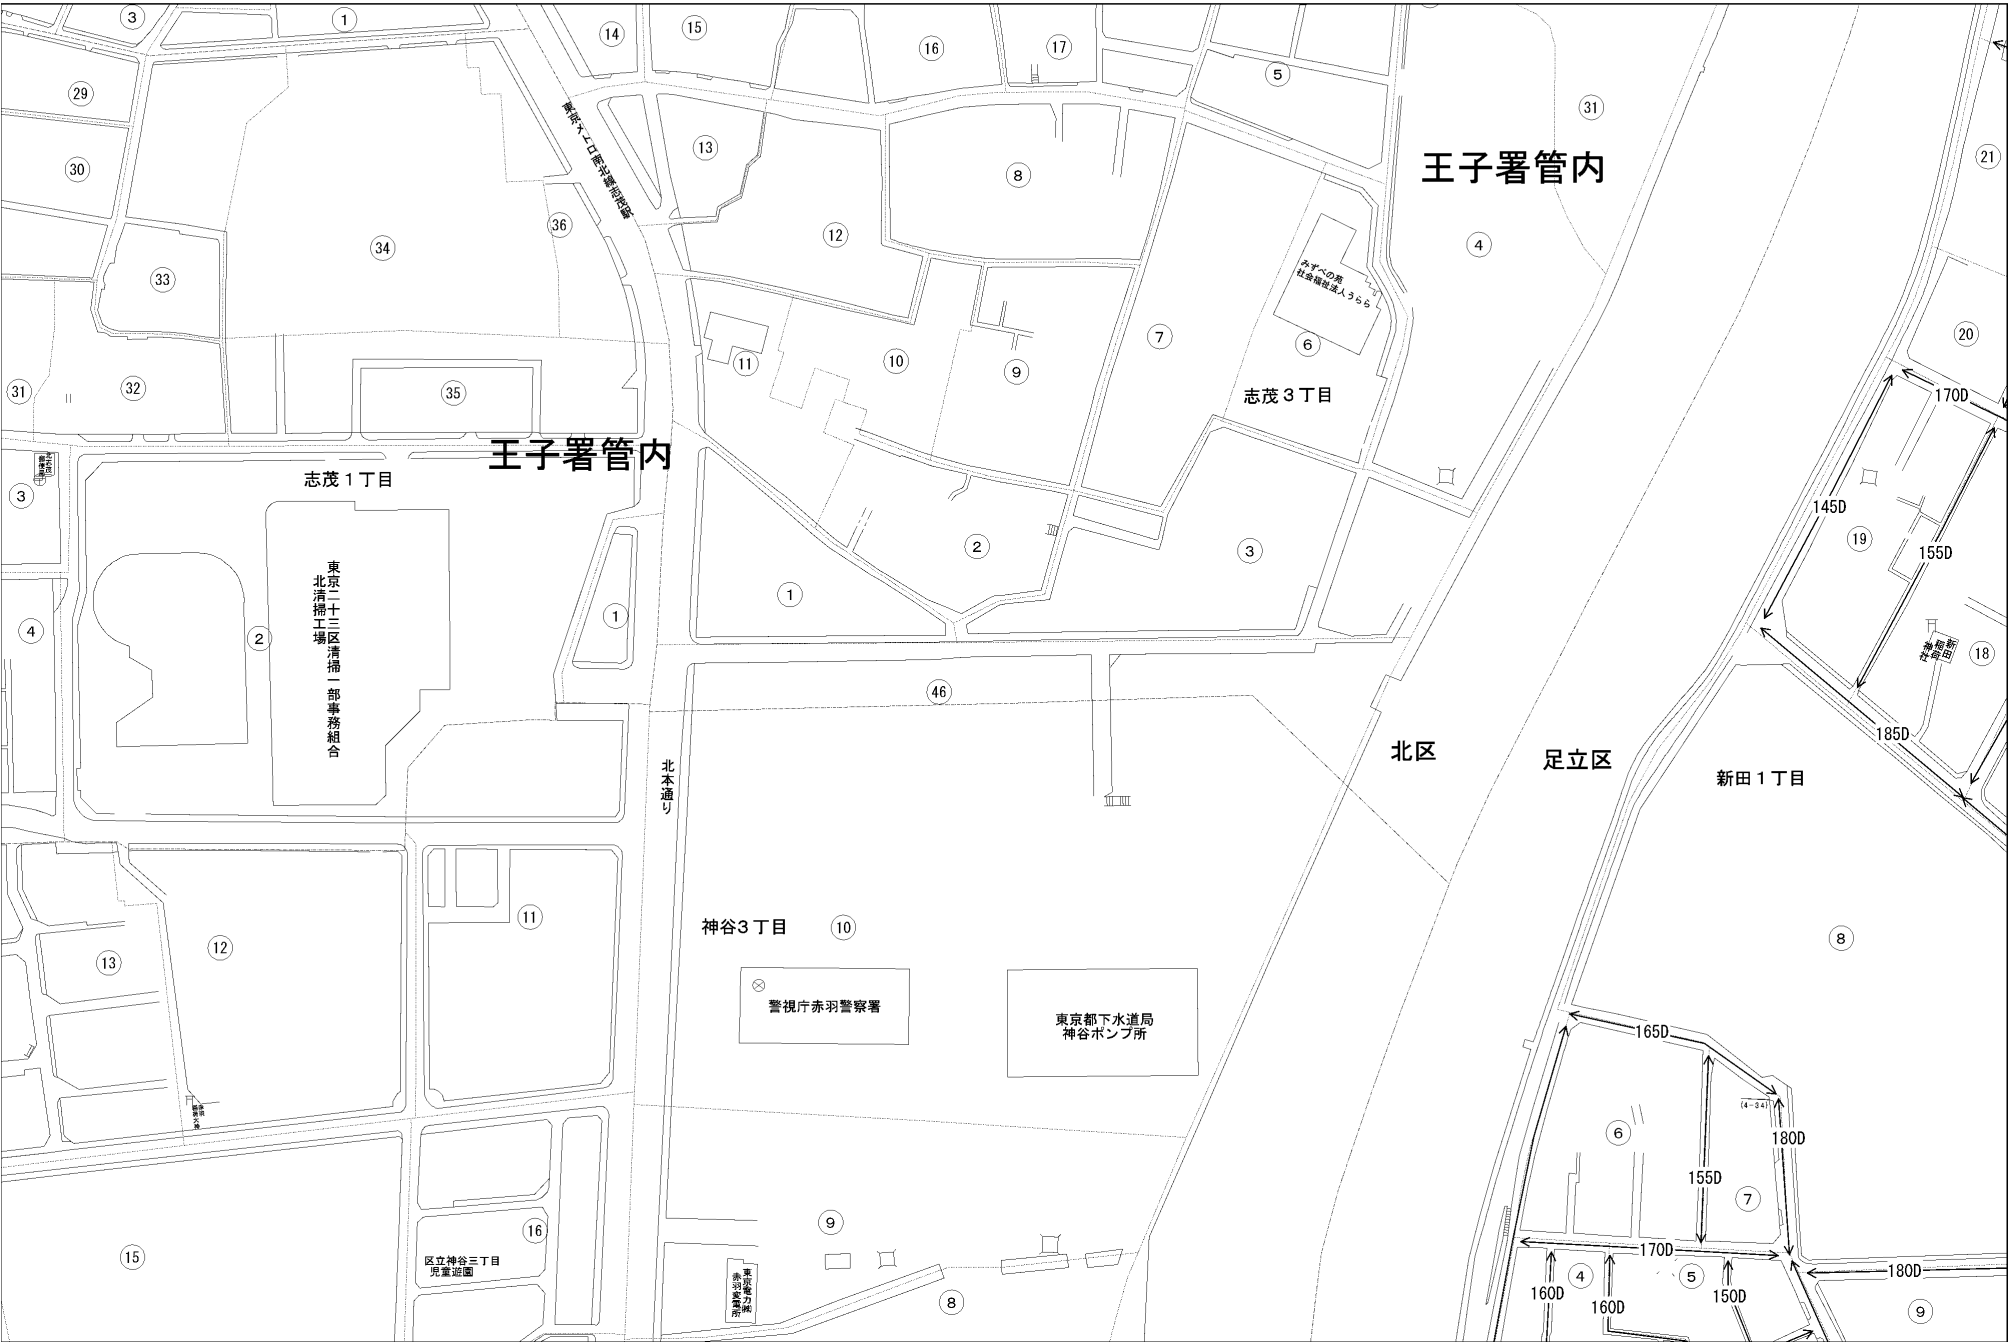 ③
①
⑭
⑮
⑯
⑰
⑤
㉛
㉑
㉙
㉚
⑬
⑧
王子署管内
東京メトロ南北線志茂駅
㊱
㉞
⑫
④
㉝
みずべの苑
社会福祉法人うらら
⑦
⑥
⑳
⑪
⑩
⑨
㉛
㉜
㉟
志茂3丁目
170D
王子署管内
志茂1丁目
北志茂
郵便局
③
145D
155D
⑲
②
③
①
①
④
②
東京二十三区清掃一部事務組合
北清掃工場
新田
稲荷
神社
⑱
㊻
185D
北区
足立区
新田1丁目
北本通り
⑪
⑫
⑬
神谷3丁目
⑩
⑧
警視庁赤羽警察署
東京都下水道局
神谷ポンプ所
165D
(4-34)
⑥
180D
155D
⑦
⑮
⑯
区立神谷三丁目
児童遊園
⑨
東京電力㈱
赤羽変電所
⑧
170D
180D
④
⑤
160D
160D
150D
⑨